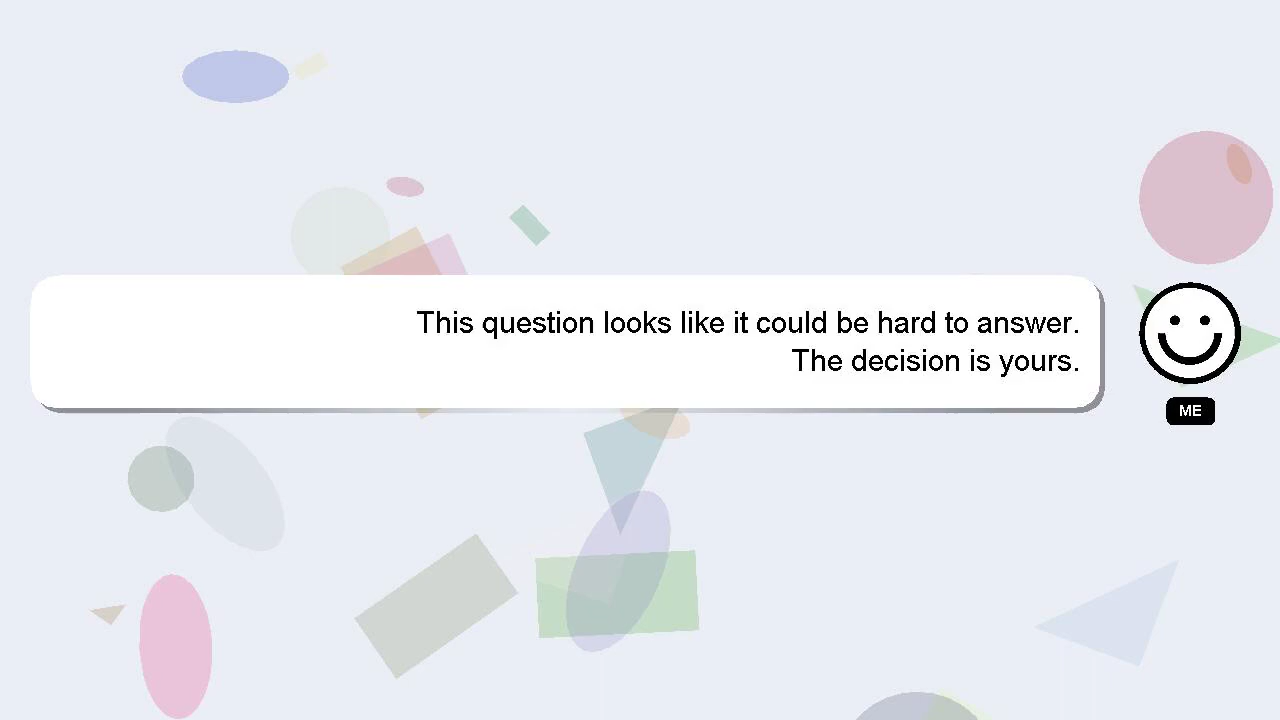 This question looks like it could be hard to answer.
The decision is yours.
ME